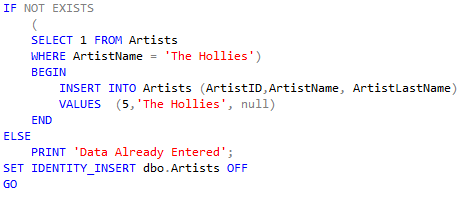 IF NOT EXISTS
(
SELECT 1 FROM Artists
WHERE ArtistName = 'The Hollies')
BEGIN
INSERT INTO Artists (ArtistID,ArtistName, ArtistLastName)
VALUES (5,'The Hollies', null)
END
ELSE
PRINT 'Data Already Entered';
SET IDENTITY_INSERT dbo.Artists OFF
GO